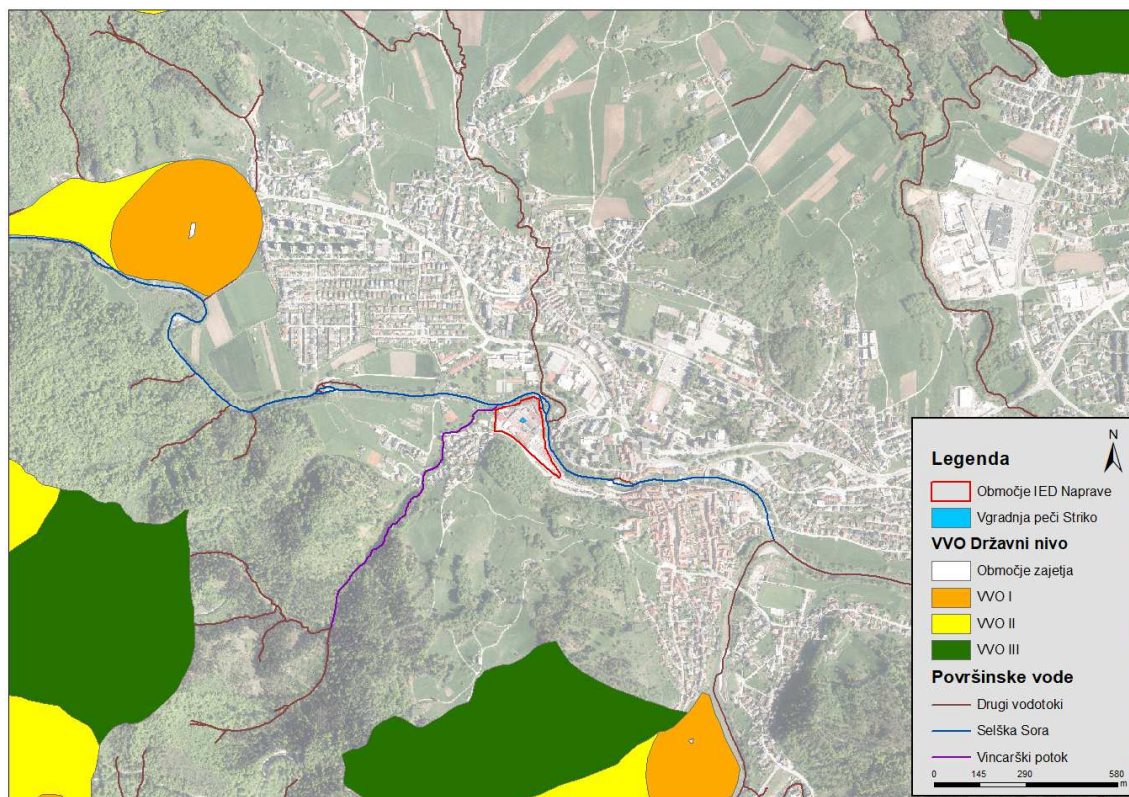 N
Legenda
Območje IED Naprave
Vgradnja peči Striko
VVO Državni nivo
Območje zajetja
VVO I
VVO II
VVO III
Površinske vode
Drugi vodotoki
Selška Sora
Vincarški potok
0 145 290 580
m